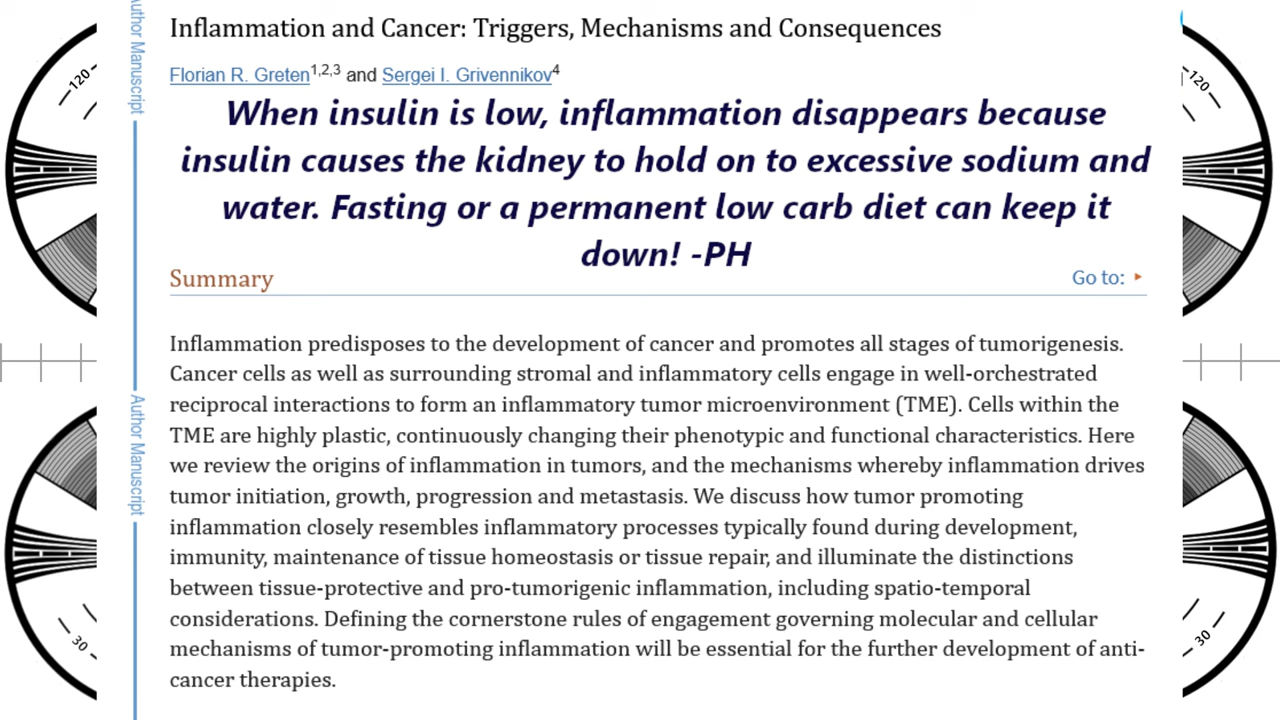 Author Manuscript
Inflammation and Cancer: Triggers, Mechanisms and Consequences
Florian R. Greten1,2,3 and Sergei I. Grivennikov4
When insulin is low, inflammation disappears because
insulin causes the kidney to hold on to excessive sodium and
water. Fasting or a permanent low carb diet can keep it
down! -PH
Summary
Go to:
Inflammation predisposes to the development of cancer and promotes all stages of tumorigenesis.
Cancer cells as well as surrounding stromal and inflammatory cells engage in well-orchestrated
reciprocal interactions to form an inflammatory tumor microenvironment (TME). Cells within the
TME are highly plastic, continuously changing their phenotypic and functional characteristics. Here
we review the origins of inflammation in tumors, and the mechanisms whereby inflammation drives
tumor initiation, growth, progression and metastasis. We discuss how tumor promoting
inflammation closely resembles inflammatory processes typically found during development,
immunity, maintenance of tissue homeostasis or tissue repair, and illuminate the distinctions
between tissue-protective and pro-tumorigenic inflammation, including spatio-temporal
considerations. Defining the cornerstone rules of engagement governing molecular and cellular
mechanisms of tumor-promoting inflammation will be essential for the further development of anti-
cancer therapies.
Author Manuscript
120
120
30
30